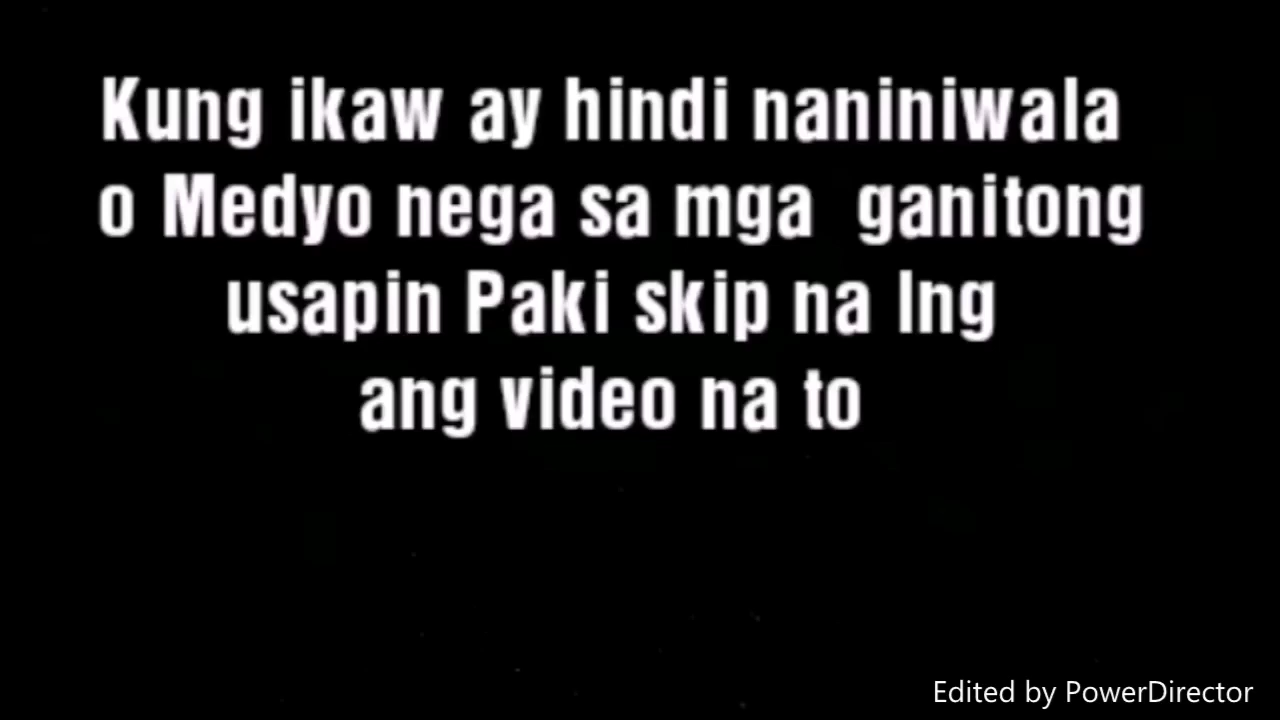 Kung ikaw ay hindi naniniwala
o Medyo nega sa mga ganitong
usapin Paki skip na lng
ang video na to
Edited by PowerDirector